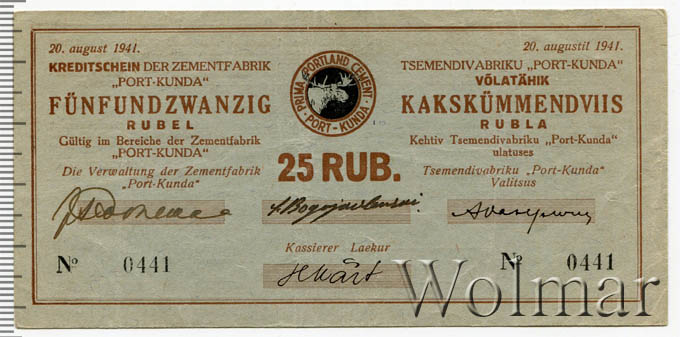 20. august 1941.
KREDITSCHEIN DER ZEMENTFABRIK
„PORT-KUNDA"
FÜNFUNDZWANZIG
RUBEL
Gültig im Bereiche der Zementfabrik
„PORT-KUNDA"
Die Verwaltung der Zementfabrik
„Port-Kunda"
PRIMA PORTLAND CEMENT
· PORT-KUNDA ·
25 RUB.
20. augustil 1941.
TSEMENDIVABRIKU „PORT-KUNDA"
VÕLATÄHIK
KAKSKÜMMENDVIIS
RUBLA
Kehtiv Tsemendivabriku „Port-Kunda"
ulatuses
Tsemendivabriku „Port-Kunda"
Valitsus
Kassierer Laekur
№ 0441
№ 0441
Wolmar